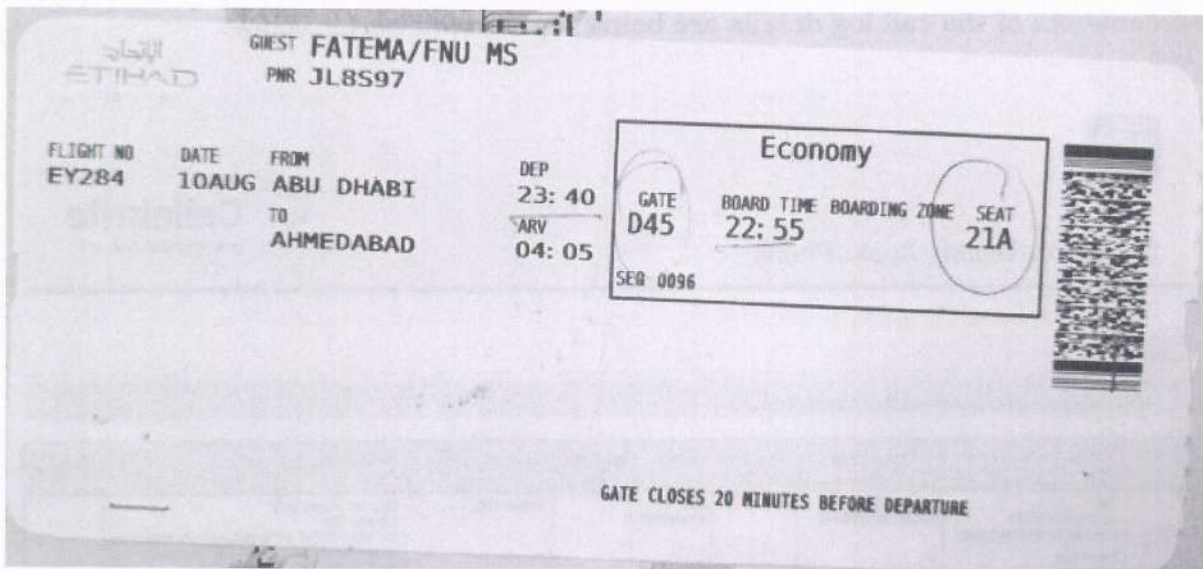 الاتحاد
ETIHAD
GUEST FATEMA/FNU MS
PNR JL8S97
FLIGHT NO DATE FROM DEP
EY284 10AUG ABU DHABI 23:40
TO ARV
AHMEDABAD 04:05
Economy
GATE BOARD TIME BOARDING ZONE SEAT
D45 22:55 21A
SEQ 0096
GATE CLOSES 20 MINUTES BEFORE DEPARTURE